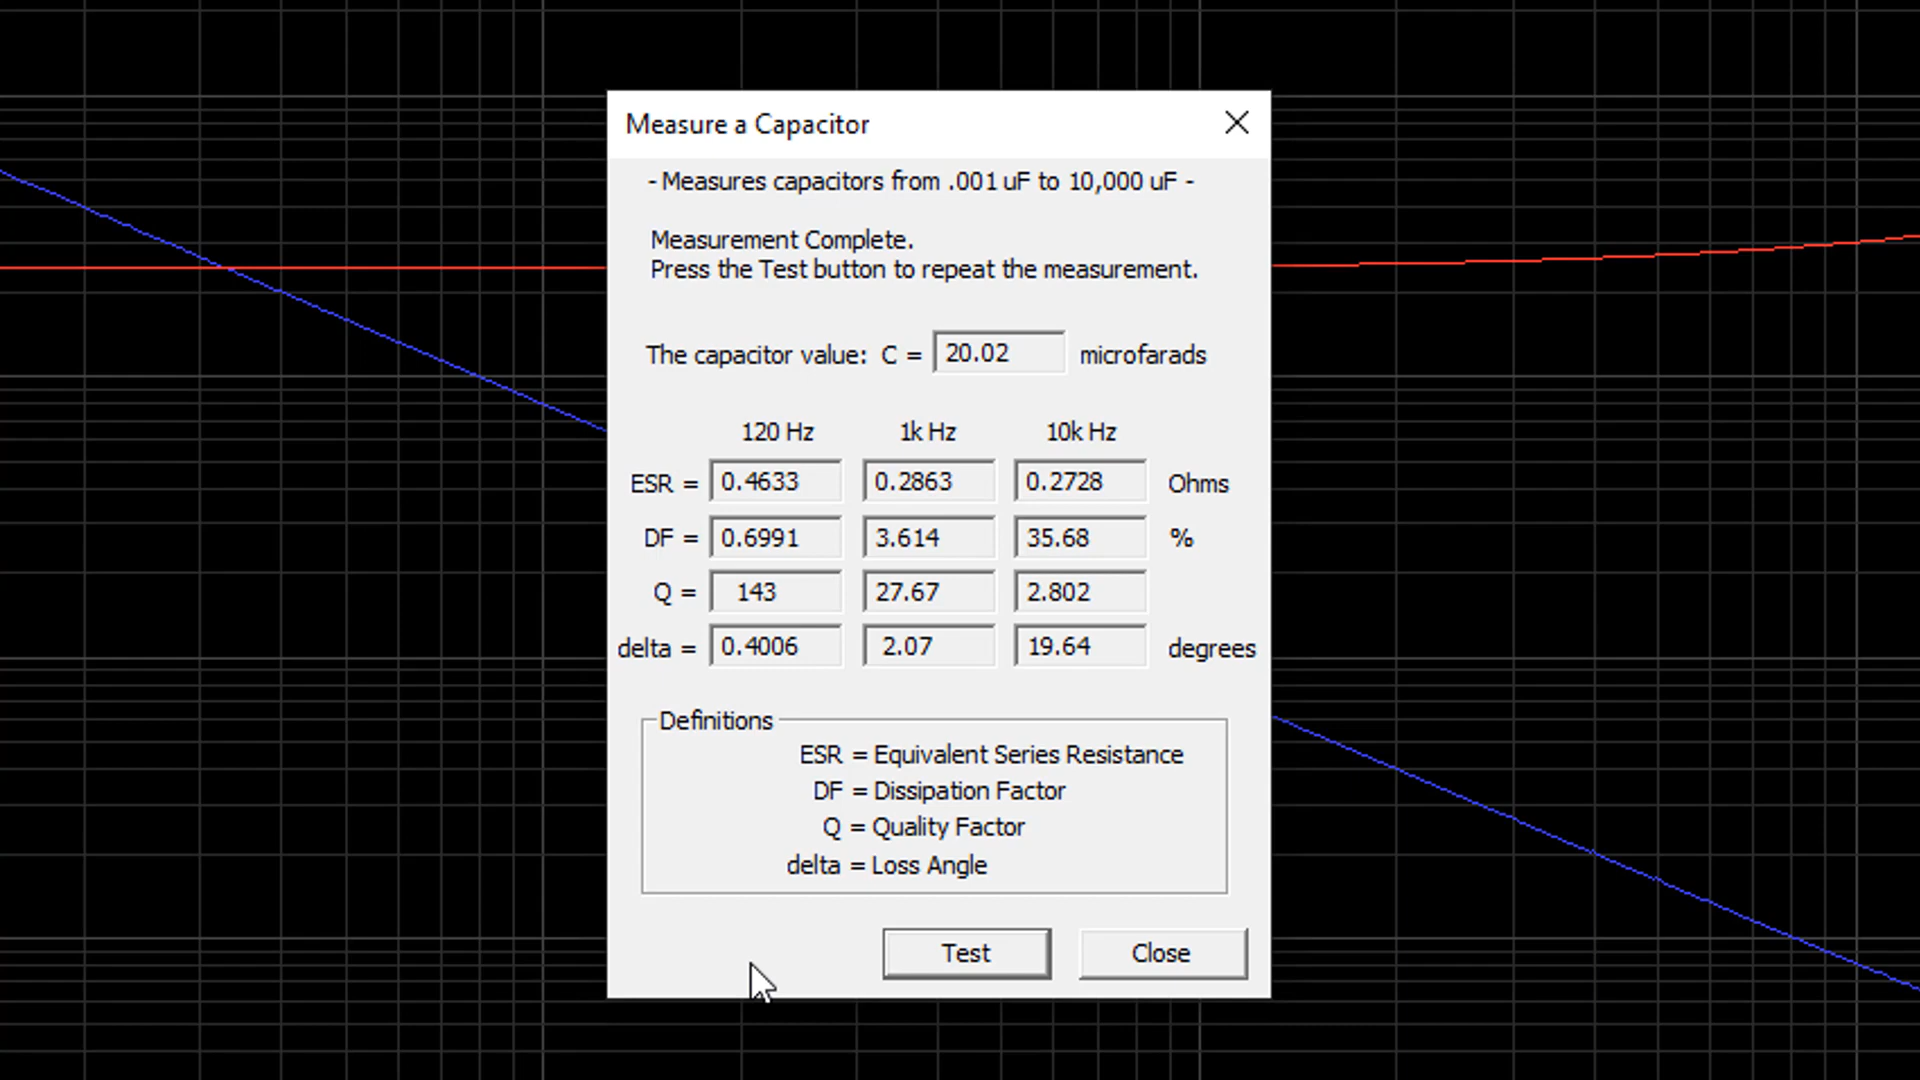 Measure a Capacitor
- Measures capacitors from .001 uF to 10,000 uF -
Measurement Complete.
Press the Test button to repeat the measurement.
The capacitor value: C = 20.02 microfarads
120 Hz 1k Hz 10k Hz
ESR = 0.4633 0.2863 0.2728 Ohms
DF = 0.6991 3.614 35.68 %
Q = 143 27.67 2.802
delta = 0.4006 2.07 19.64 degrees
Definitions
ESR = Equivalent Series Resistance
DF = Dissipation Factor
Q = Quality Factor
delta = Loss Angle
Test Close